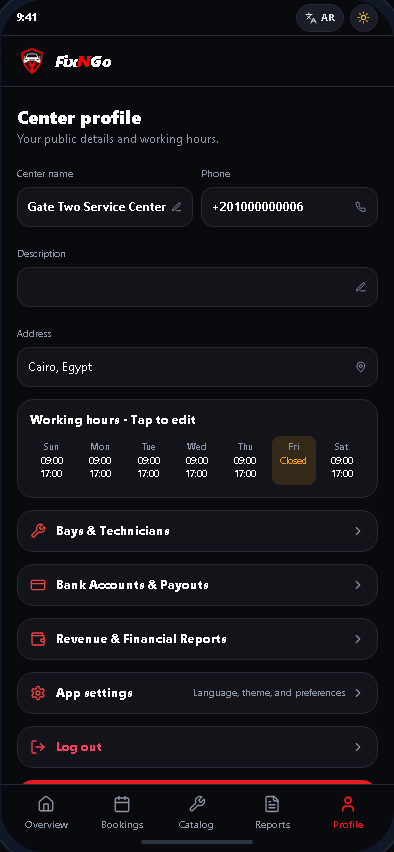 9:41
AR
FixNGo
Center profile
Your public details and working hours.
Center name
Phone
Gate Two Service Center
+201000000006
Description
Address
Cairo, Egypt
Working hours - Tap to edit
Sun Mon Tue Wed Thu Fri Sat
09:00 09:00 09:00 09:00 09:00 Closed 09:00
17:00 17:00 17:00 17:00 17:00 17:00
Bays & Technicians
Bank Accounts & Payouts
Revenue & Financial Reports
App settings
Language, theme, and preferences
Log out
Overview Bookings Catalog Reports Profile